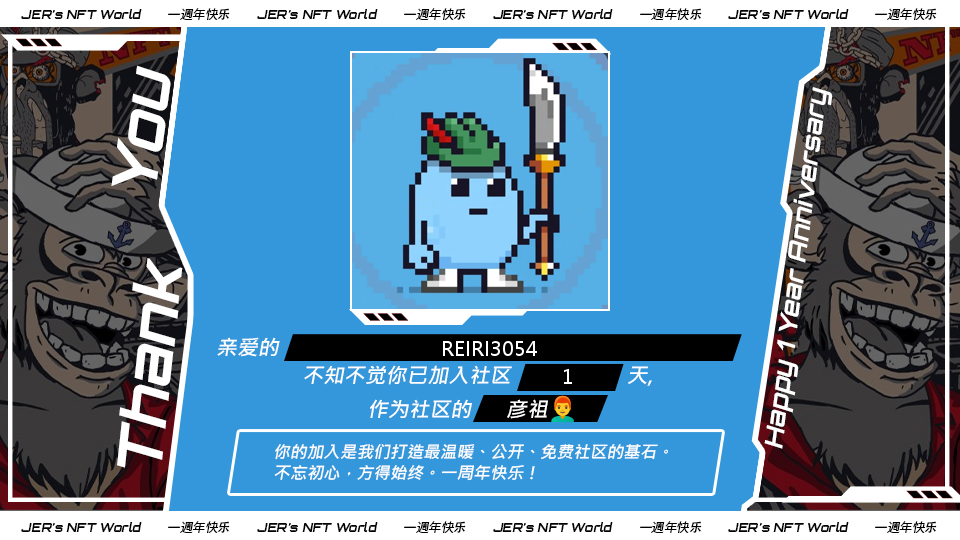 JER's NFT World 一週年快乐 JER's NFT World 一週年快乐 JER's NFT World 一週年快乐 JER's NFT World 一週年快乐
Thank You
亲爱的 REIRI3054
不知不觉你已加入社区 1 天,
作为社区的 彦祖👨‍🦰
你的加入是我们打造最温暖、公开、免费社区的基石。
不忘初心，方得始终。一周年快乐！
Happy 1 Year Anniversary
JER's NFT World 一週年快乐 JER's NFT World 一週年快乐 JER's NFT World 一週年快乐 JER's NFT World 一週年快乐